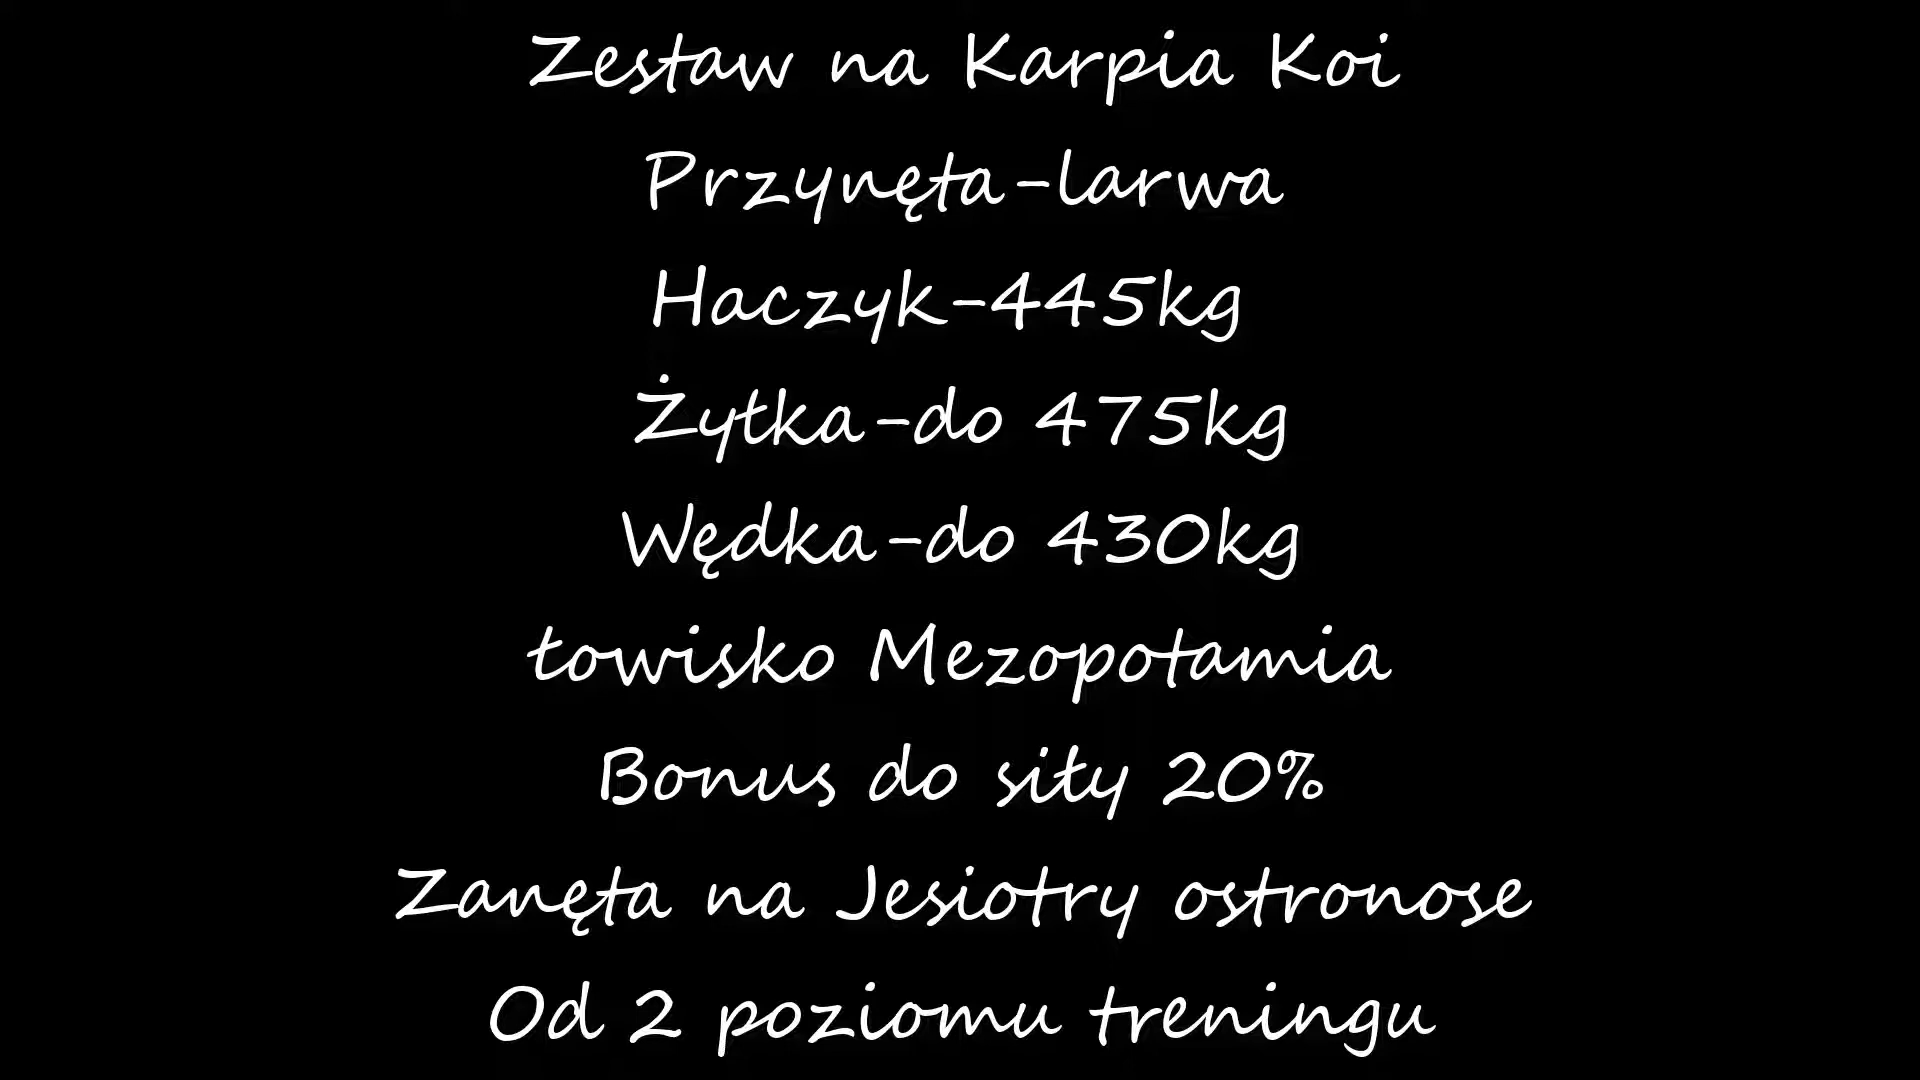 Zestaw na Karpia Koi
Przynęta-larwa
Haczyk-445kg
Żyłka-do 475kg
Wędka-do 430kg
łowisko Mezopotamia
Bonus do siły 20%
Zanęta na Jesiotry ostronose
Od 2 poziomu treningu